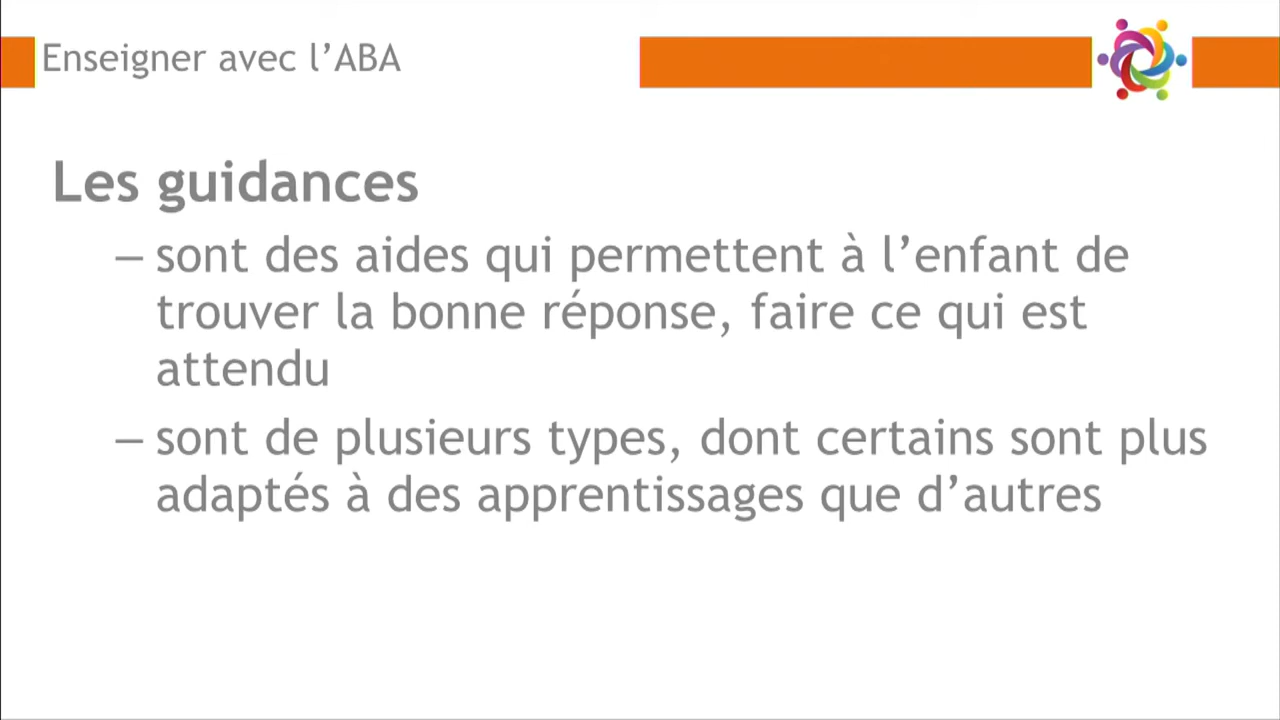 Enseigner avec l’ABA
Les guidances
– sont des aides qui permettent à l’enfant de
trouver la bonne réponse, faire ce qui est
attendu
– sont de plusieurs types, dont certains sont plus
adaptés à des apprentissages que d’autres